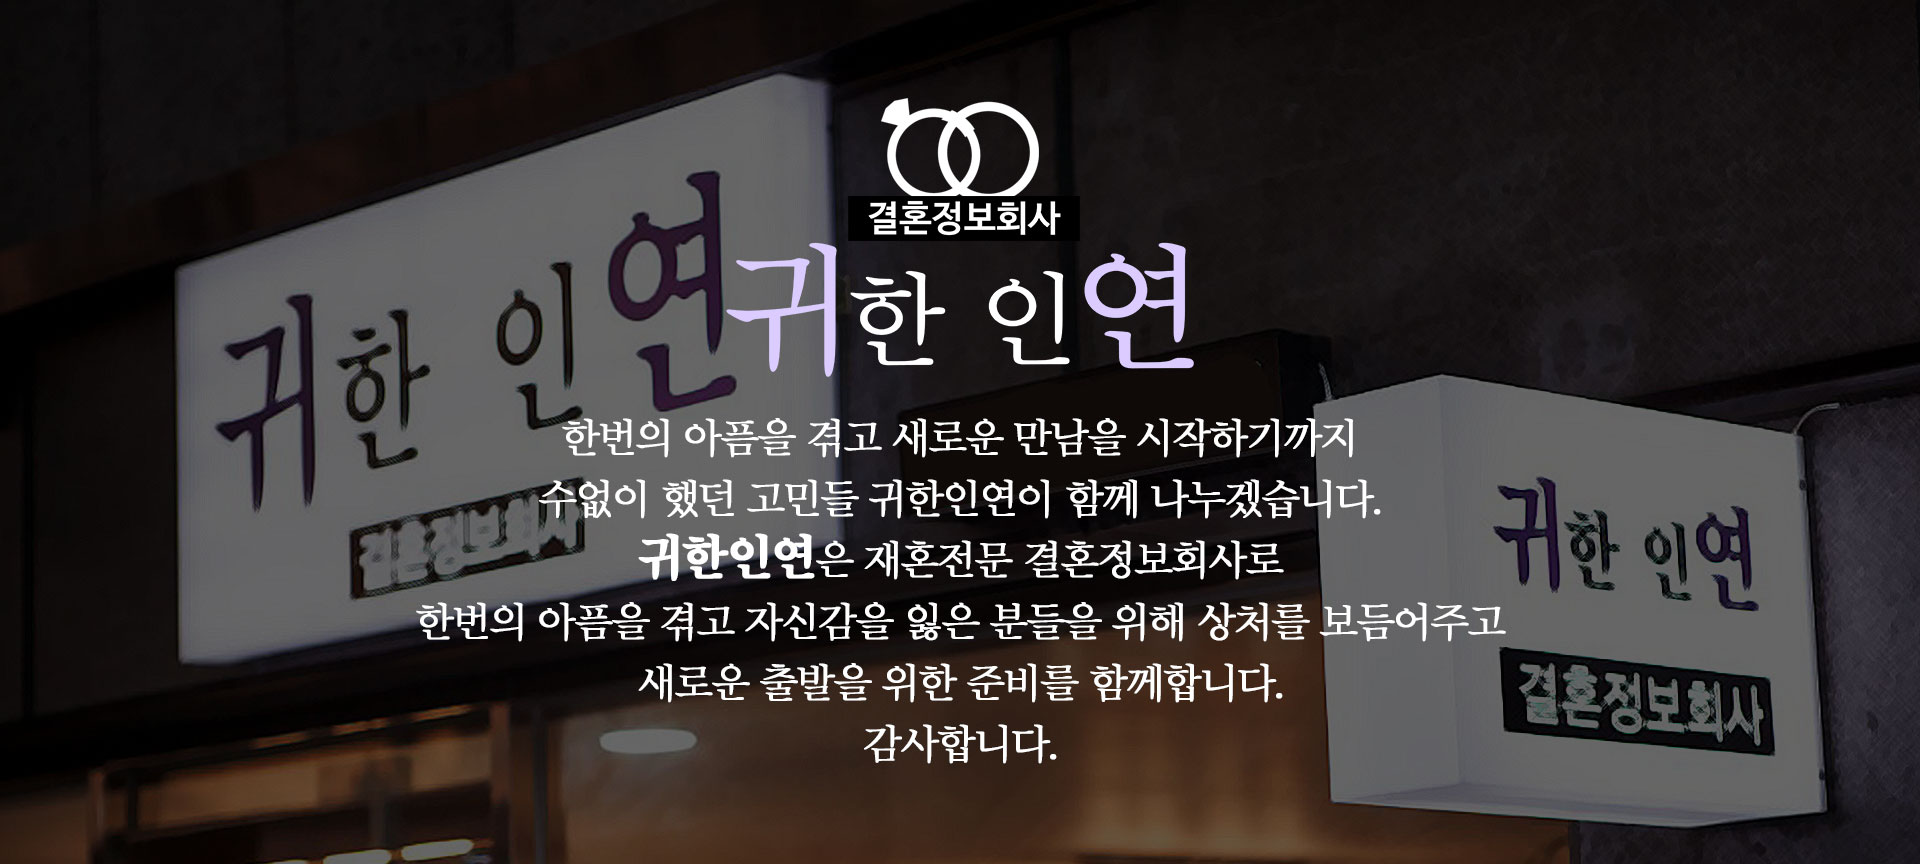 결혼정보회사
귀한 인연
한번의 아픔을 겪고 새로운 만남을 시작하기까지
수없이 했던 고민들 귀한인연이 함께 나누겠습니다.
귀한인연은 재혼전문 결혼정보회사로
한번의 아픔을 겪고 자신감을 잃은 분들을 위해 상처를 보듬어주고
새로운 출발을 위한 준비를 함께합니다.
감사합니다.
귀한 인연
결혼정보회사
귀한 인연
결혼정보회사